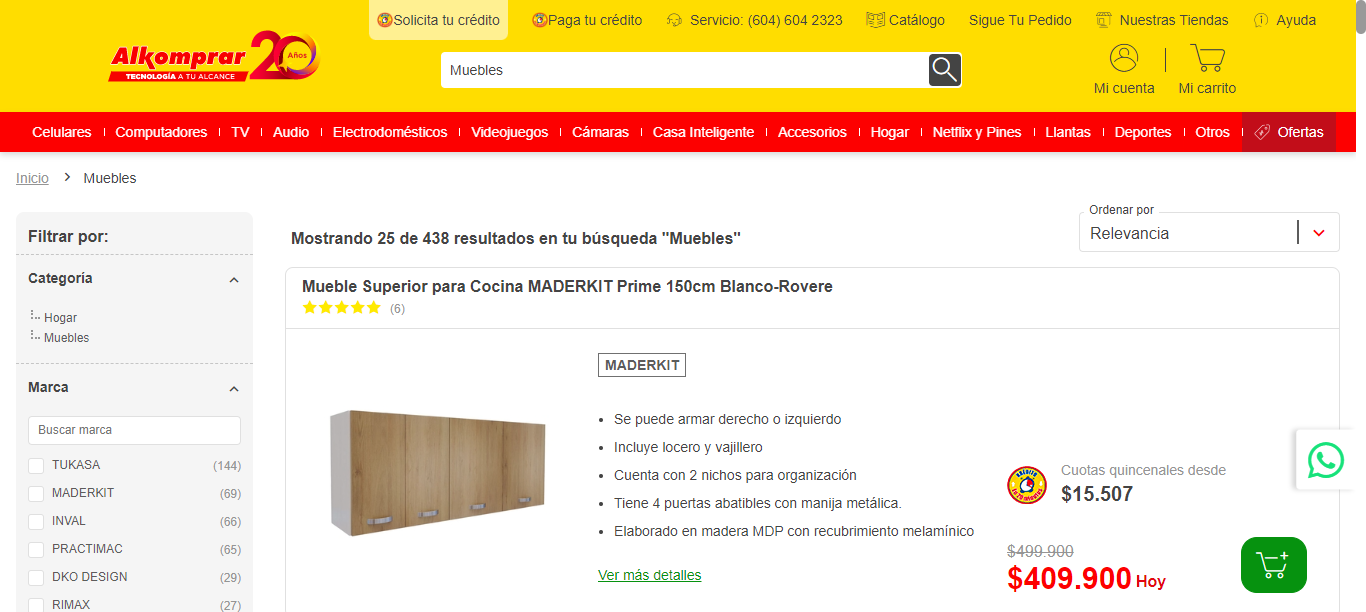 Solicita tu crédito
Paga tu crédito
Servicio: (604) 604 2323
Catálogo
Sigue Tu Pedido
Nuestras Tiendas
Ayuda
Alkomprar 20 Años
TECNOLOGÍA A TU ALCANCE
Muebles
Mi cuenta
Mi carrito
Celulares
Computadores
TV
Audio
Electrodomésticos
Videojuegos
Cámaras
Casa Inteligente
Accesorios
Hogar
Netflix y Pines
Llantas
Deportes
Otros
Ofertas
Inicio > Muebles
Filtrar por:
Categoría
Hogar
Muebles
Marca
Buscar marca
TUKASA (144)
MADERKIT (69)
INVAL (66)
PRACTIMAC (65)
DKO DESIGN (29)
RIMAX (27)
Mostrando 25 de 438 resultados en tu búsqueda "Muebles"
Ordenar por
Relevancia
Mueble Superior para Cocina MADERKIT Prime 150cm Blanco-Rovere
(6)
MADERKIT
Se puede armar derecho o izquierdo
Incluye locero y vajillero
Cuenta con 2 nichos para organización
Tiene 4 puertas abatibles con manija metálica.
Elaborado en madera MDP con recubrimiento melamínico
Ver más detalles
Cuotas quincenales desde
$15.507
$499.900
$409.900 Hoy